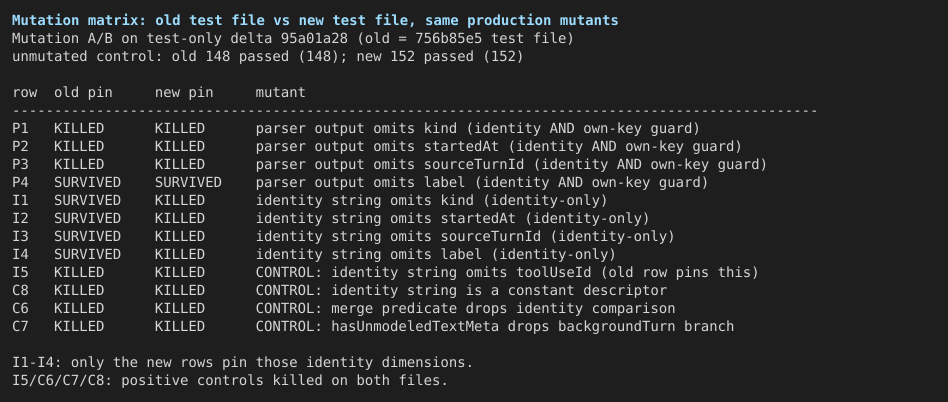 Mutation matrix: old test file vs new test file, same production mutants
Mutation A/B on test-only delta 95a01a28 (old = 756b85e5 test file)
unmutated control: old 148 passed (148); new 152 passed (152)
row  old pin     new pin     mutant
--------------------------------------------------------------------------------------------------
P1   KILLED      KILLED      parser output omits kind (identity AND own-key guard)
P2   KILLED      KILLED      parser output omits startedAt (identity AND own-key guard)
P3   KILLED      KILLED      parser output omits sourceTurnId (identity AND own-key guard)
P4   SURVIVED    SURVIVED    parser output omits label (identity AND own-key guard)
I1   SURVIVED    KILLED      identity string omits kind (identity-only)
I2   SURVIVED    KILLED      identity string omits startedAt (identity-only)
I3   SURVIVED    KILLED      identity string omits sourceTurnId (identity-only)
I4   SURVIVED    KILLED      identity string omits label (identity-only)
I5   KILLED      KILLED      CONTROL: identity string omits toolUseId (old row pins this)
C8   KILLED      KILLED      CONTROL: identity string is a constant descriptor
C6   KILLED      KILLED      CONTROL: merge predicate drops identity comparison
C7   KILLED      KILLED      CONTROL: hasUnmodeledTextMeta drops backgroundTurn branch
I1-I4: only the new rows pin those identity dimensions.
I5/C6/C7/C8: positive controls killed on both files.